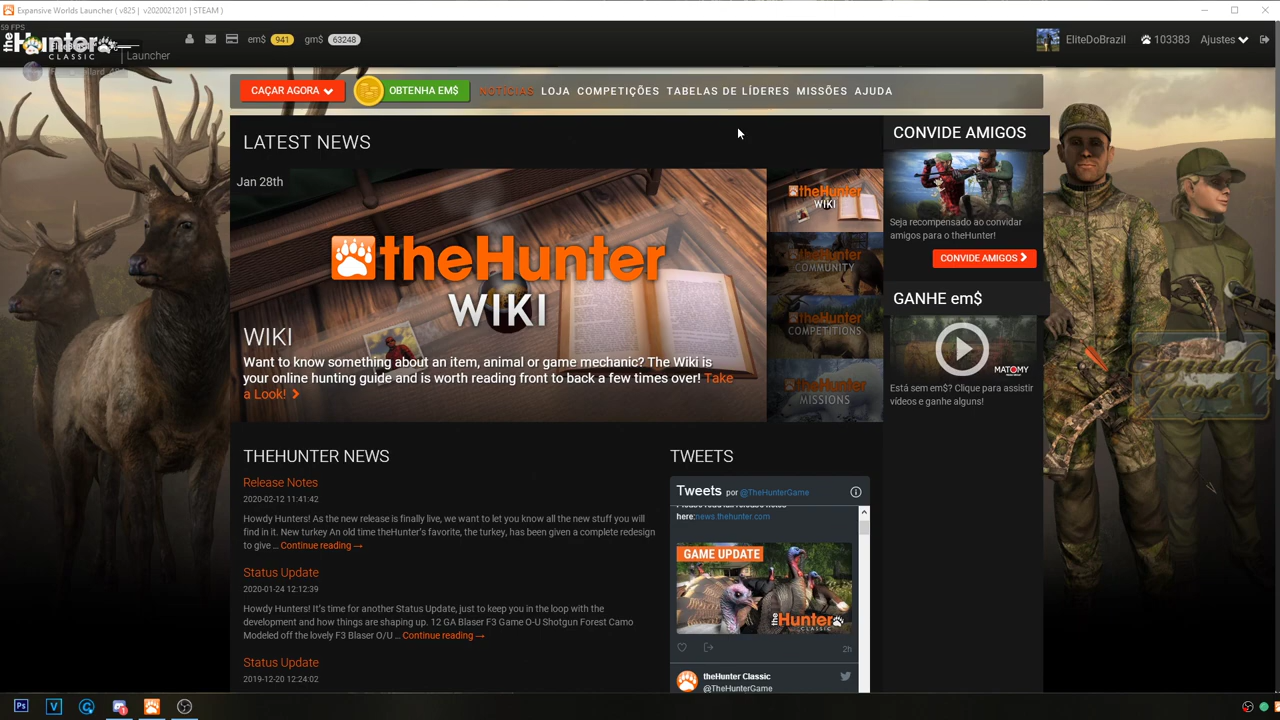 Expansive Worlds Launcher ( v825 | v2020021201 | STEAM )
59 FPS
theHunter
CLASSIC
Launcher
em$ 941 gm$ 63248
EliteDoBrazil 103383 Ajustes
CAÇAR AGORA OBTENHA EM$ NOTÍCIAS LOJA COMPETIÇÕES TABELAS DE LÍDERES MISSÕES AJUDA
LATEST NEWS
Jan 28th
theHunter
WIKI
WIKI
Want to know something about an item, animal or game mechanic? The Wiki is
your online hunting guide and is worth reading front to back a few times over! Take
a Look!
theHunter
WIKI
theHunter
COMMUNITY
theHunter
COMPETITIONS
theHunter
MISSIONS
CONVIDE AMIGOS
Seja recompensado ao convidar
amigos para o theHunter!
CONVIDE AMIGOS
GANHE em$
MATOMY
Está sem em$? Clique para assistir
vídeos e ganhe alguns!
THEHUNTER NEWS
Release Notes
2020-02-12 11:41:42
Howdy Hunters! As the new release is finally live, we want to let you know all the new stuff you will
find in it. New turkey An old time theHunter's favorite, the turkey, has been given a complete redesign
to give ... Continue reading →
Status Update
2020-01-24 12:12:39
Howdy Hunters! It's time for another Status Update, just to keep you in the loop with the
development and how things are shaping up. 12 GA Blaser F3 Game O-U Shotgun Forest Camo
Modeled off the lovely F3 Blaser O/U ... Continue reading →
Status Update
2019-12-20 12:24:02
TWEETS
Tweets por @TheHunterGame
here:news.thehunter.com
GAME UPDATE
theHunter
CLASSIC
2h
theHunter Classic
@TheHunterGame
Ps
V